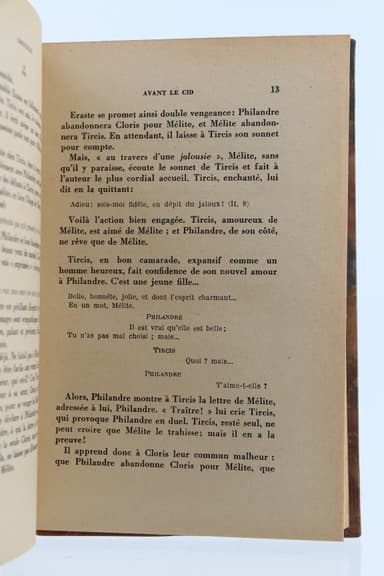 AVANT LE CID 13
Eraste se promet ainsi double vengeance : Philandre
abandonnera Cloris pour Mélite, et Mélite abandon-
nera Tircis. En attendant, il laisse à Tircis son sonnet
pour compte.
Mais, « au travers d'une jalousie », Mélite, sans
qu'il y paraisse, écoute le sonnet de Tircis et fait à
l'auteur le plus cordial accueil. Tircis, enchanté, lui
dit en la quittant :
Adieu : sois-moi fidèle, en dépit du jaloux! (II, 8)
Voilà l'action bien engagée. Tircis, amoureux de
Mélite, est aimé de Mélite ; et Philandre, de son côté,
ne rêve que de Mélite.
Tircis, en bon camarade, expansif comme un
homme heureux, fait confidence de son nouvel amour
à Philandre. C'est une jeune fille...
Belle, honnête, jolie, et dont l'esprit charmant...
En un mot, Mélite.
PHILANDRE
Il est vrai qu'elle est belle ;
Tu n'as pas mal choisi ; mais...
TIRCIS
Quoi ? mais...
PHILANDRE
T'aime-t-elle ?
Alors, Philandre montre à Tircis la lettre de Mélite,
adressée à lui, Philandre. « Traître! » lui crie Tircis,
qui provoque Philandre en duel. Tircis, resté seul, ne
peut croire que Mélite le trahisse; mais il en a la
preuve!
Il apprend donc à Cloris leur commun malheur :
que Philandre abandonne Cloris pour Mélite, que